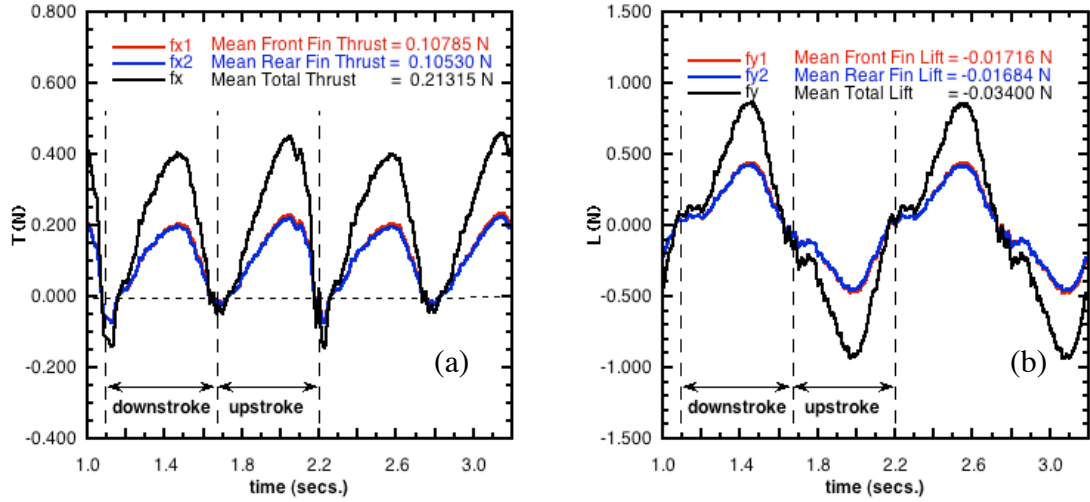 0.800
0.600
0.400
0.200
0.000
-0.200
-0.400
T(N)
fx1 Mean Front Fin Thrust = 0.10785 N
fx2 Mean Rear Fin Thrust = 0.10530 N
fx Mean Total Thrust = 0.21315 N
(a)
downstroke upstroke
1.0 1.4 1.8 2.2 2.6 3.0
time (secs.)
1.500
1.000
0.500
0.000
-0.500
-1.000
-1.500
L(N)
fy1 Mean Front Fin Lift = -0.01716 N
fy2 Mean Rear Fin Lift = -0.01684 N
fy Mean Total Lift = -0.03400 N
(b)
downstroke upstroke
1.0 1.4 1.8 2.2 2.6 3.0
time (secs.)